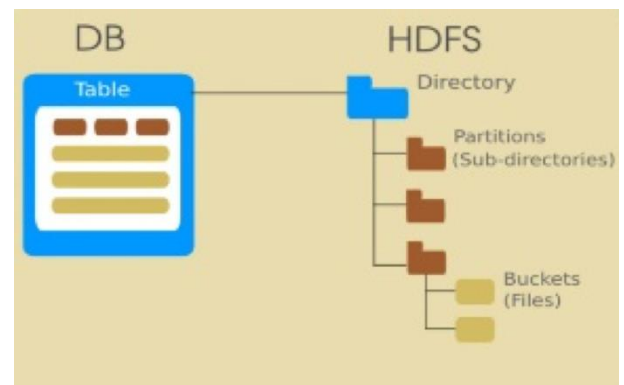 DB
HDFS
Table
Directory
Partitions
(Sub-directories)
Buckets
(Files)